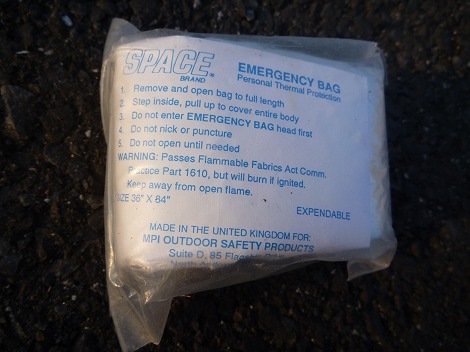 SPACE®
BRAND
EMERGENCY BAG
Personal Thermal Protection
1. Remove and open bag to full length
2. Step inside, pull up to cover entire body
3. Do not enter EMERGENCY BAG head first
4. Do not nick or puncture
5. Do not open until needed
WARNING: Passes Flammable Fabrics Act Comm.
Practice Part 1610, but will burn if ignited.
Keep away from open flame.
SIZE 36" X 84"
EXPENDABLE
MADE IN THE UNITED KINGDOM FOR:
MPI OUTDOOR SAFETY PRODUCTS
Suite D, 85
North